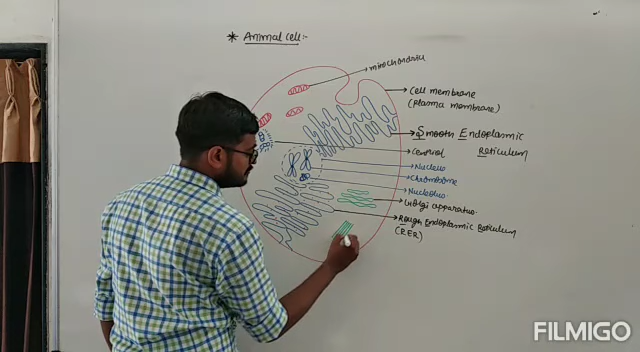 * Animal cell:-
mitochondria
Cell membrane
(Plasma membrane)
Smooth Endoplasmic
Reticulum
Centriol
Nucleus
Chromosome
Nucleolus
Golgi apparatus.
Rough Endoplasmic Reticulum
(RER)
FILMIGO